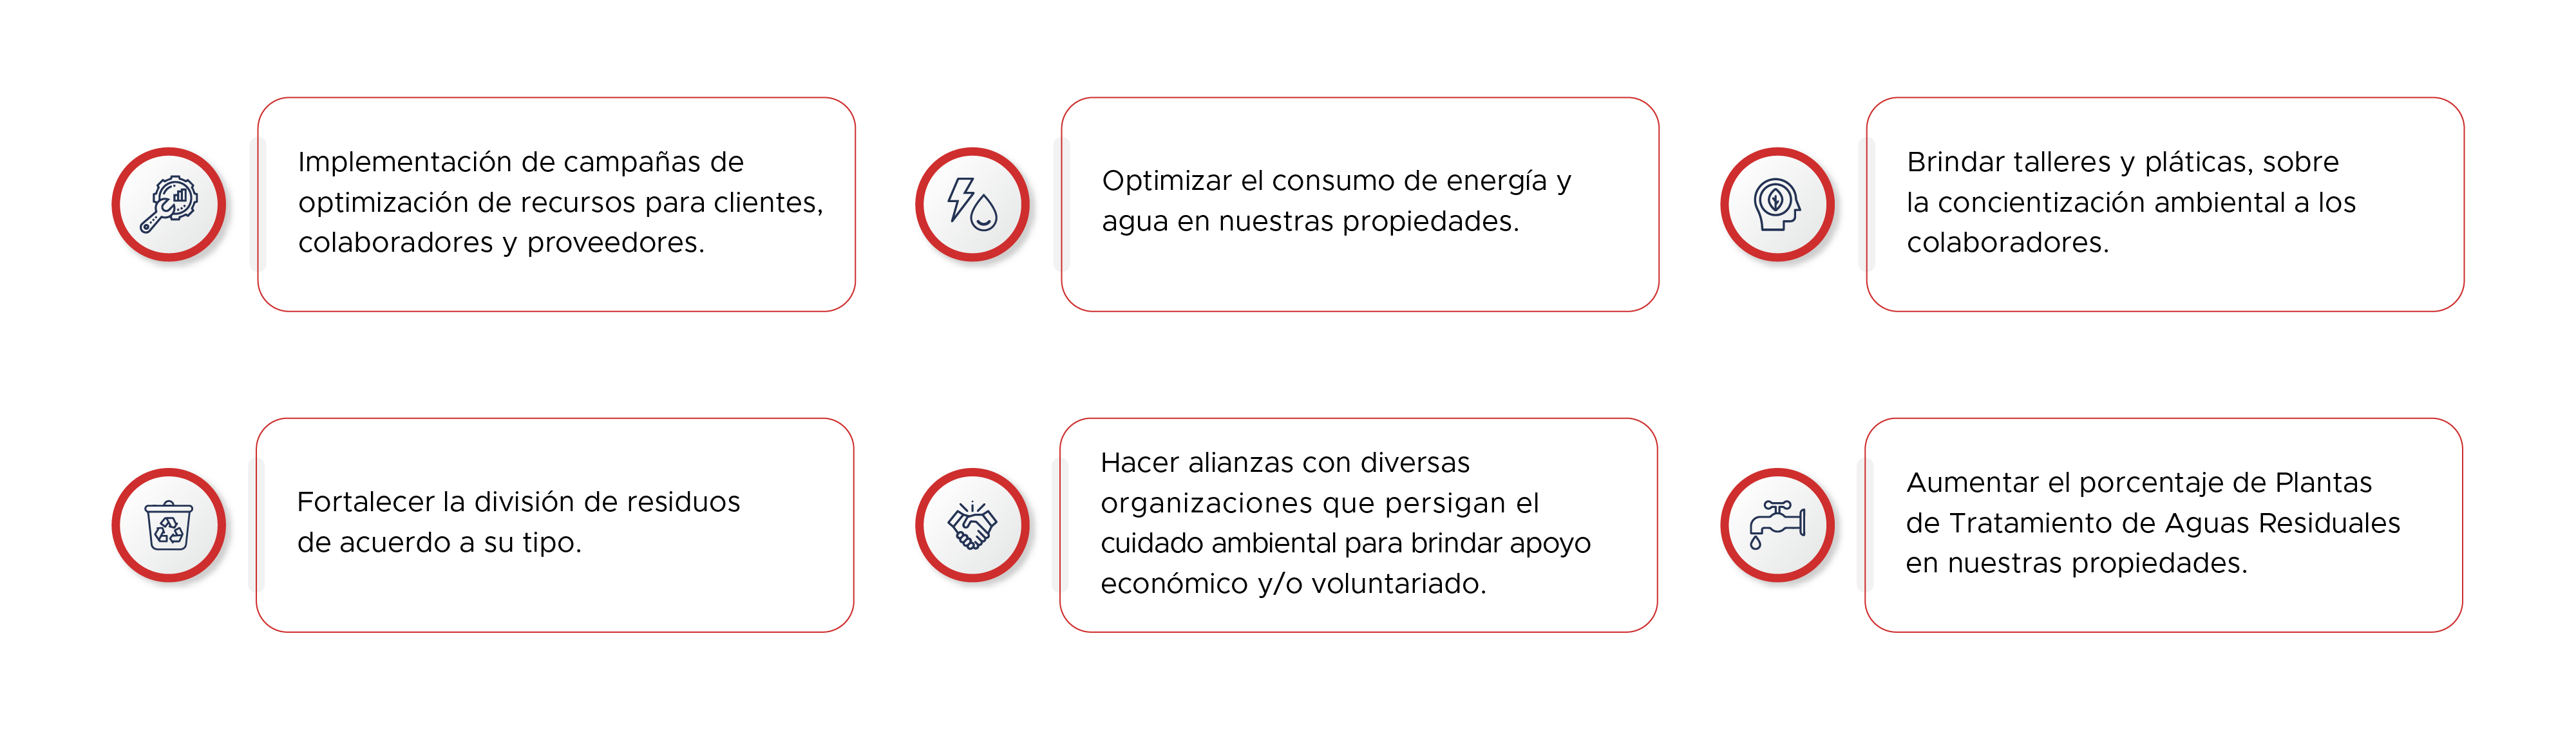 Implementación de campañas de
optimización de recursos para clientes,
colaboradores y proveedores.
Optimizar el consumo de energía y
agua en nuestras propiedades.
Brindar talleres y pláticas, sobre
la concientización ambiental a los
colaboradores.
Fortalecer la división de residuos
de acuerdo a su tipo.
Hacer alianzas con diversas
organizaciones que persigan el
cuidado ambiental para brindar apoyo
económico y/o voluntariado.
Aumentar el porcentaje de Plantas
de Tratamiento de Aguas Residuales
en nuestras propiedades.